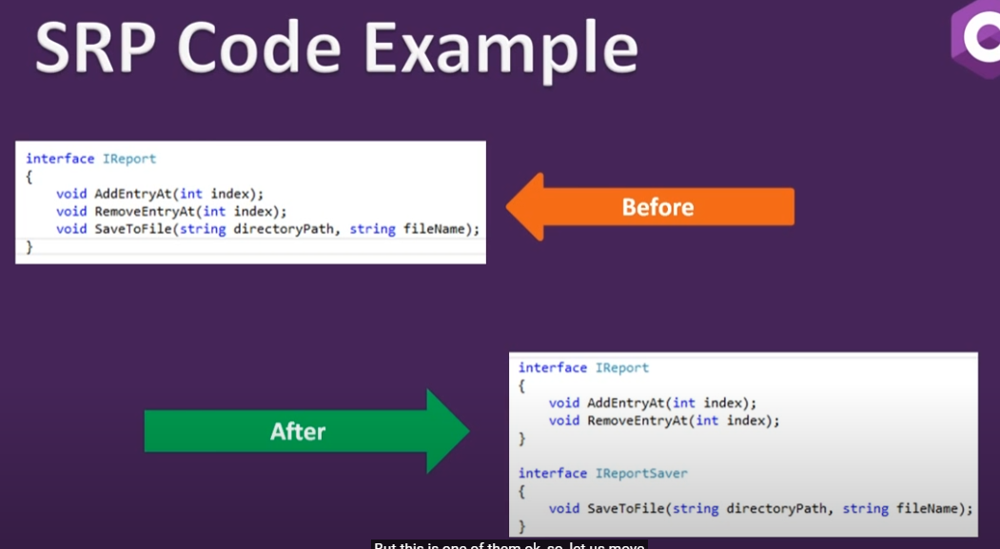 SRP Code Example
interface IReport
{
void AddEntryAt(int index);
void RemoveEntryAt(int index);
void SaveToFile(string directoryPath, string fileName);
}
Before
After
interface IReport
{
void AddEntryAt(int index);
void RemoveEntryAt(int index);
}
interface IReportSaver
{
void SaveToFile(string directoryPath, string fileName);
}
But this is one of them ok, so, let us move